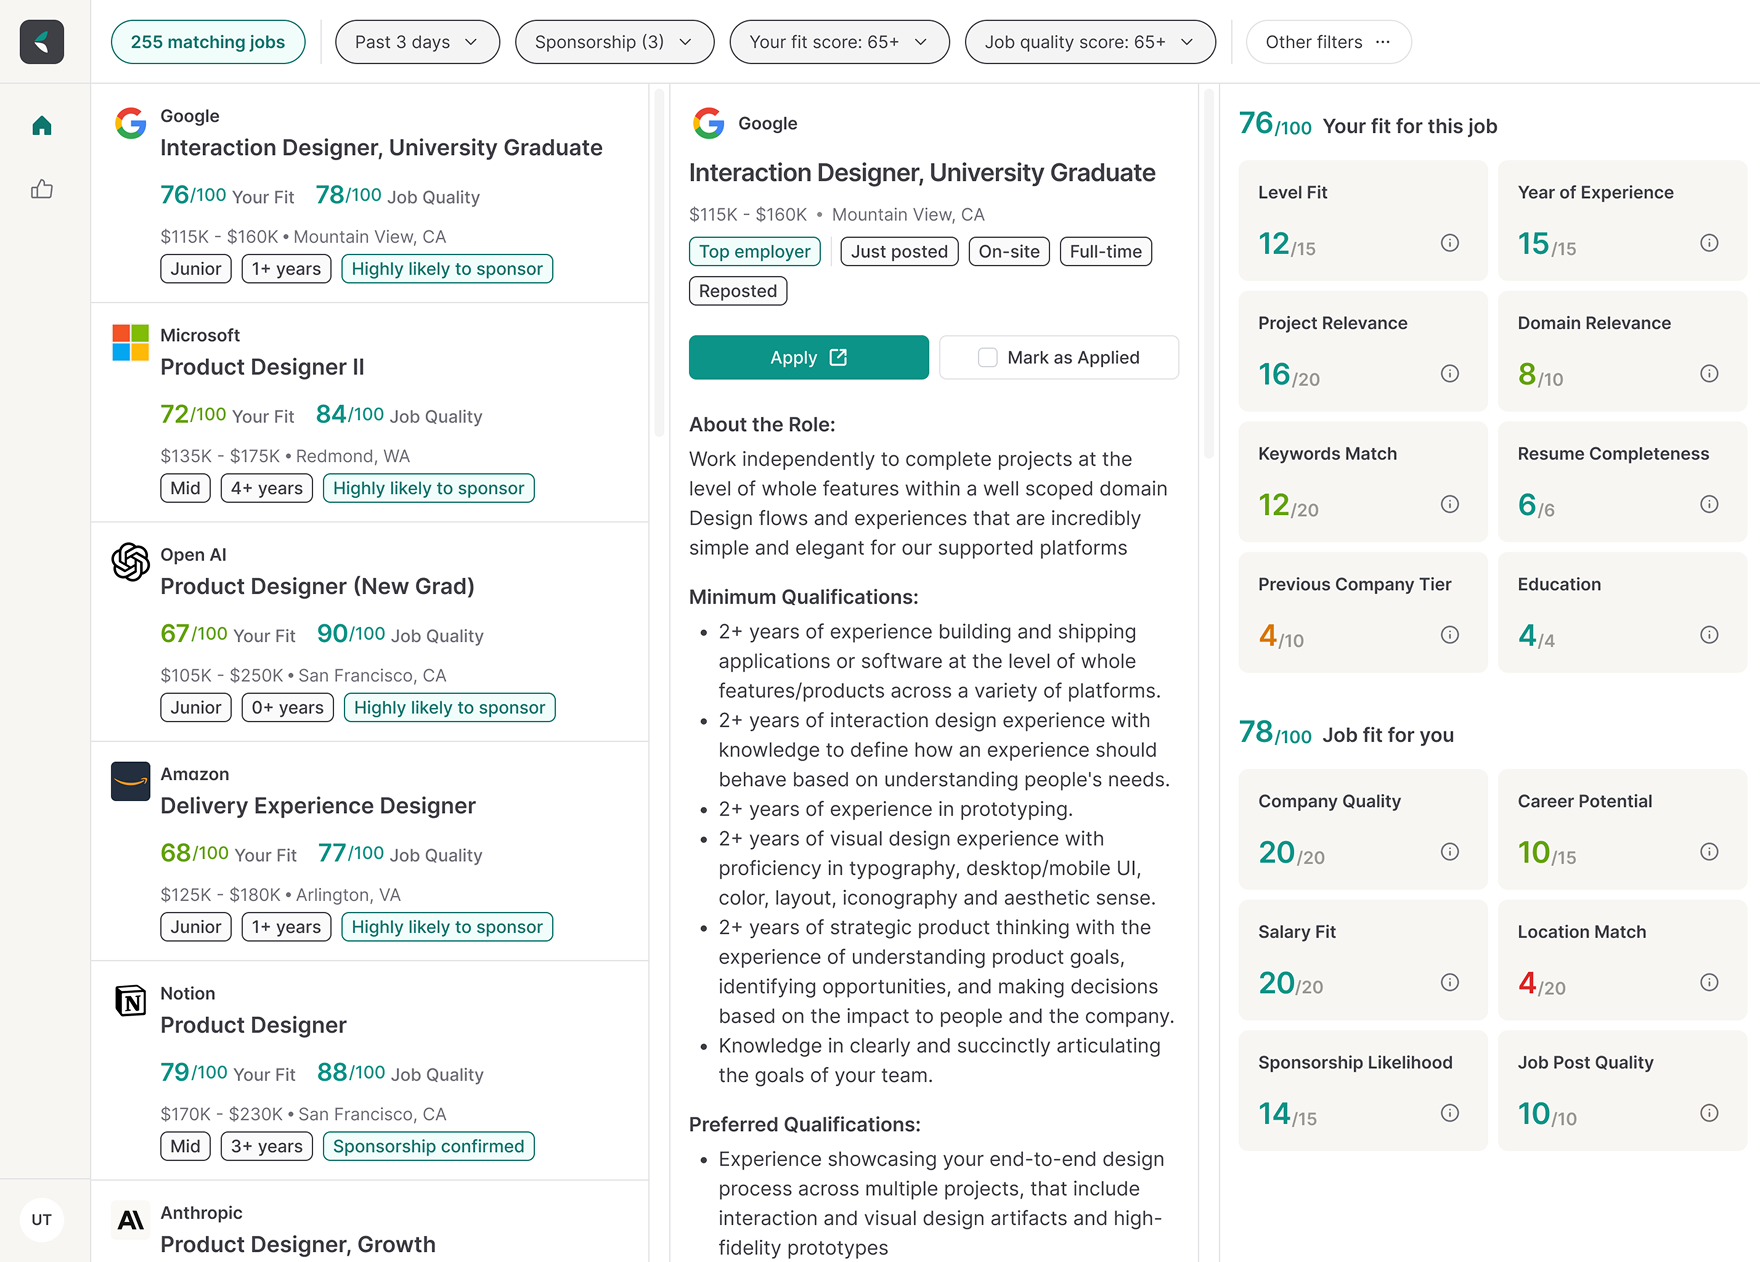 255 matching jobs
Past 3 days
Sponsorship (3)
Your fit score: 65+
Job quality score: 65+
Other filters ···
UT
Google
Interaction Designer, University Graduate
76/100 Your Fit 78/100 Job Quality
$115K - $160K • Mountain View, CA
Junior 1+ years Highly likely to sponsor
Microsoft
Product Designer II
72/100 Your Fit 84/100 Job Quality
$135K - $175K • Redmond, WA
Mid 4+ years Highly likely to sponsor
Open AI
Product Designer (New Grad)
67/100 Your Fit 90/100 Job Quality
$105K - $250K • San Francisco, CA
Junior 0+ years Highly likely to sponsor
Amazon
Delivery Experience Designer
68/100 Your Fit 77/100 Job Quality
$125K - $180K • Arlington, VA
Junior 1+ years Highly likely to sponsor
Notion
Product Designer
79/100 Your Fit 88/100 Job Quality
$170K - $230K • San Francisco, CA
Mid 3+ years Sponsorship confirmed
Anthropic
Product Designer, Growth
Google
Interaction Designer, University Graduate
$115K - $160K • Mountain View, CA
Top employer Just posted On-site Full-time
Reposted
Apply
Mark as Applied
About the Role:
Work independently to complete projects at the
level of whole features within a well scoped domain
Design flows and experiences that are incredibly
simple and elegant for our supported platforms
Minimum Qualifications:
• 2+ years of experience building and shipping
applications or software at the level of whole
features/products across a variety of platforms.
• 2+ years of interaction design experience with
knowledge to define how an experience should
behave based on understanding people's needs.
• 2+ years of experience in prototyping.
• 2+ years of visual design experience with
proficiency in typography, desktop/mobile UI,
color, layout, iconography and aesthetic sense.
• 2+ years of strategic product thinking with the
experience of understanding product goals,
identifying opportunities, and making decisions
based on the impact to people and the company.
• Knowledge in clearly and succinctly articulating
the goals of your team.
Preferred Qualifications:
• Experience showcasing your end-to-end design
process across multiple projects, that include
interaction and visual design artifacts and high-
fidelity prototypes
76/100 Your fit for this job
Level Fit
12/15
Year of Experience
15/15
Project Relevance
16/20
Domain Relevance
8/10
Keywords Match
12/20
Resume Completeness
6/6
Previous Company Tier
4/10
Education
4/4
78/100 Job fit for you
Company Quality
20/20
Career Potential
10/15
Salary Fit
20/20
Location Match
4/20
Sponsorship Likelihood
14/15
Job Post Quality
10/10